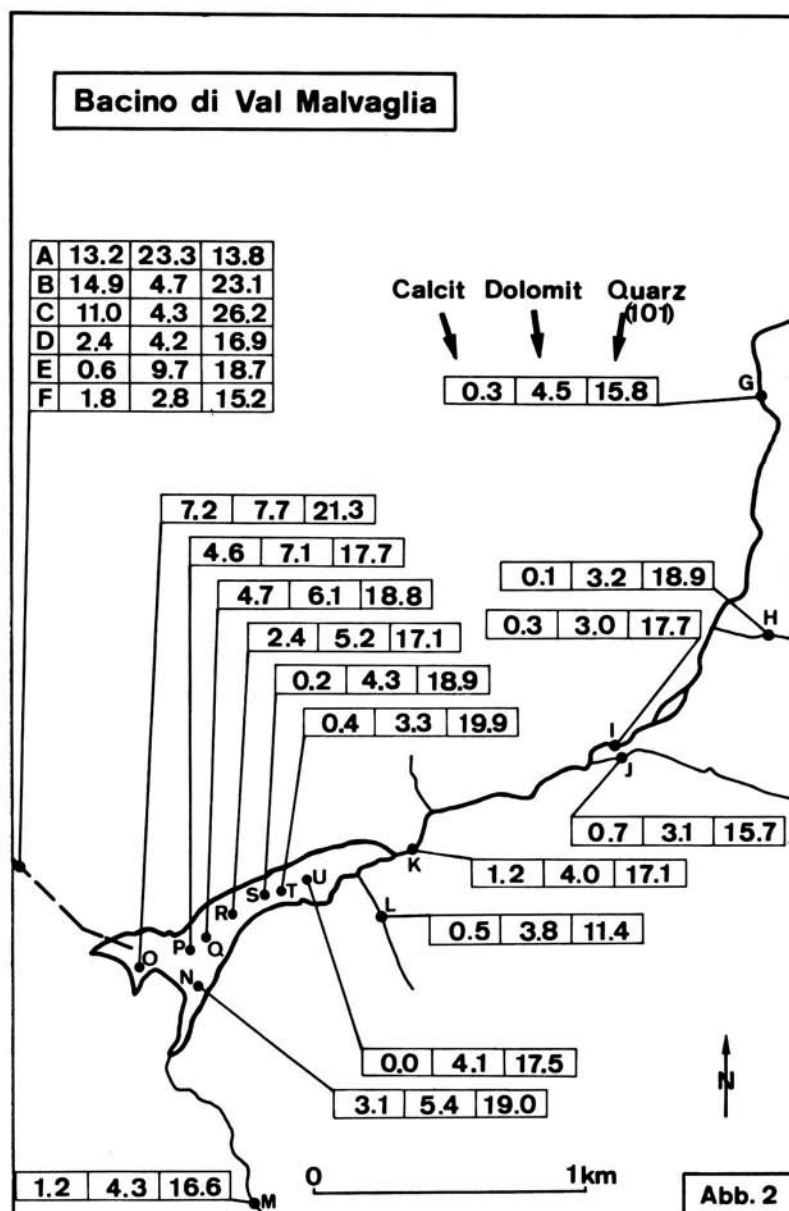 Bacino di Val Malvaglia
A 13.2 23.3 13.8
B 14.9 4.7 23.1
C 11.0 4.3 26.2
D 2.4 4.2 16.9
E 0.6 9.7 18.7
F 1.8 2.8 15.2
Calcit Dolomit Quarz
(101)
0.3 4.5 15.8
G
7.2 7.7 21.3
4.6 7.1 17.7
4.7 6.1 18.8
2.4 5.2 17.1
0.2 4.3 18.9
0.4 3.3 19.9
0.1 3.2 18.9
H
0.3 3.0 17.7
I
J
0.7 3.1 15.7
K
1.2 4.0 17.1
U
T
S
R
Q
P
O
N
L
0.5 3.8 11.4
0.0 4.1 17.5
3.1 5.4 19.0
N
1.2 4.3 16.6
M
0 1km
Abb. 2